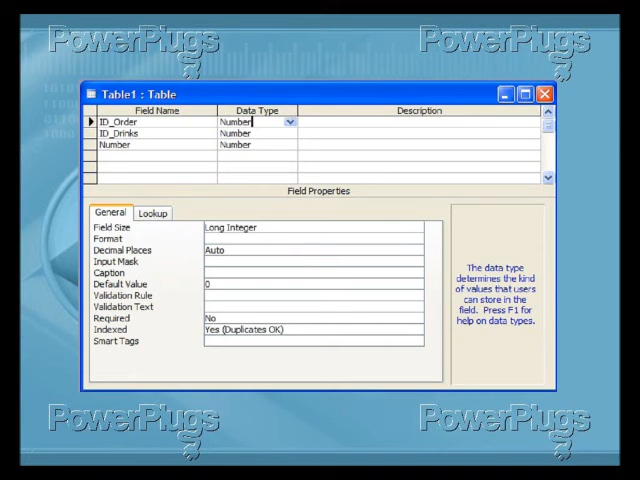 PowerPlugs PowerPlugs
Table1 : Table
Field Name Data Type Description
ID_Order Number
ID_Drinks Number
Number Number
Field Properties
General Lookup
Field Size Long Integer
Format
Decimal Places Auto
Input Mask
Caption
Default Value 0
Validation Rule
Validation Text
Required No
Indexed Yes (Duplicates OK)
Smart Tags
The data type
determines the kind
of values that users
can store in the
field. Press F1 for
help on data types.
PowerPlugs PowerPlugs